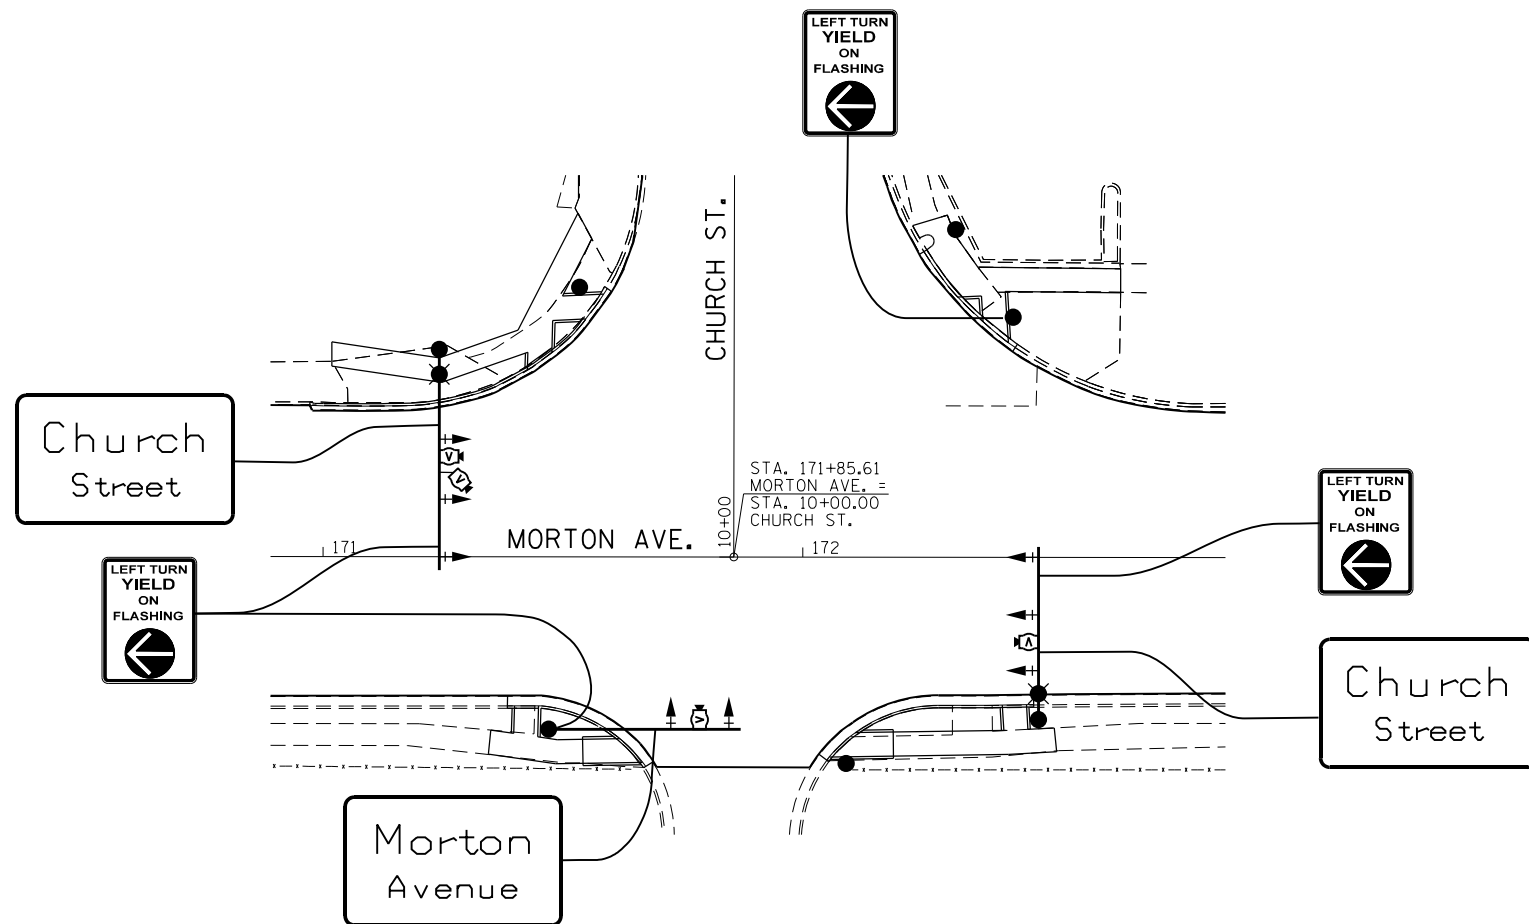 LEFT TURN
YIELD
ON
FLASHING
CHURCH ST.
Church
Street
STA. 171+85.61
MORTON AVE. =
STA. 10+00.00
CHURCH ST.
10+00
MORTON AVE.
171
172
LEFT TURN
YIELD
ON
FLASHING
LEFT TURN
YIELD
ON
FLASHING
Church
Street
Morton
Avenue
V
V
V
V